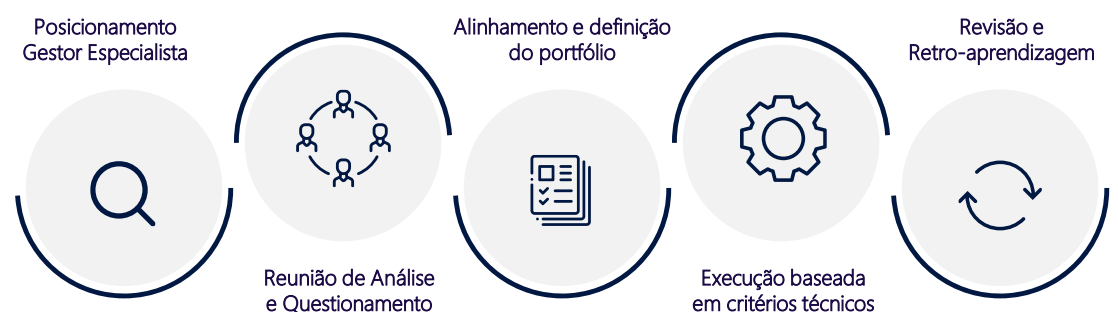 Posicionamento
Gestor Especialista
Reunião de Análise
e Questionamento
Alinhamento e definição
do portfólio
Execução baseada
em critérios técnicos
Revisão e
Retro-aprendizagem